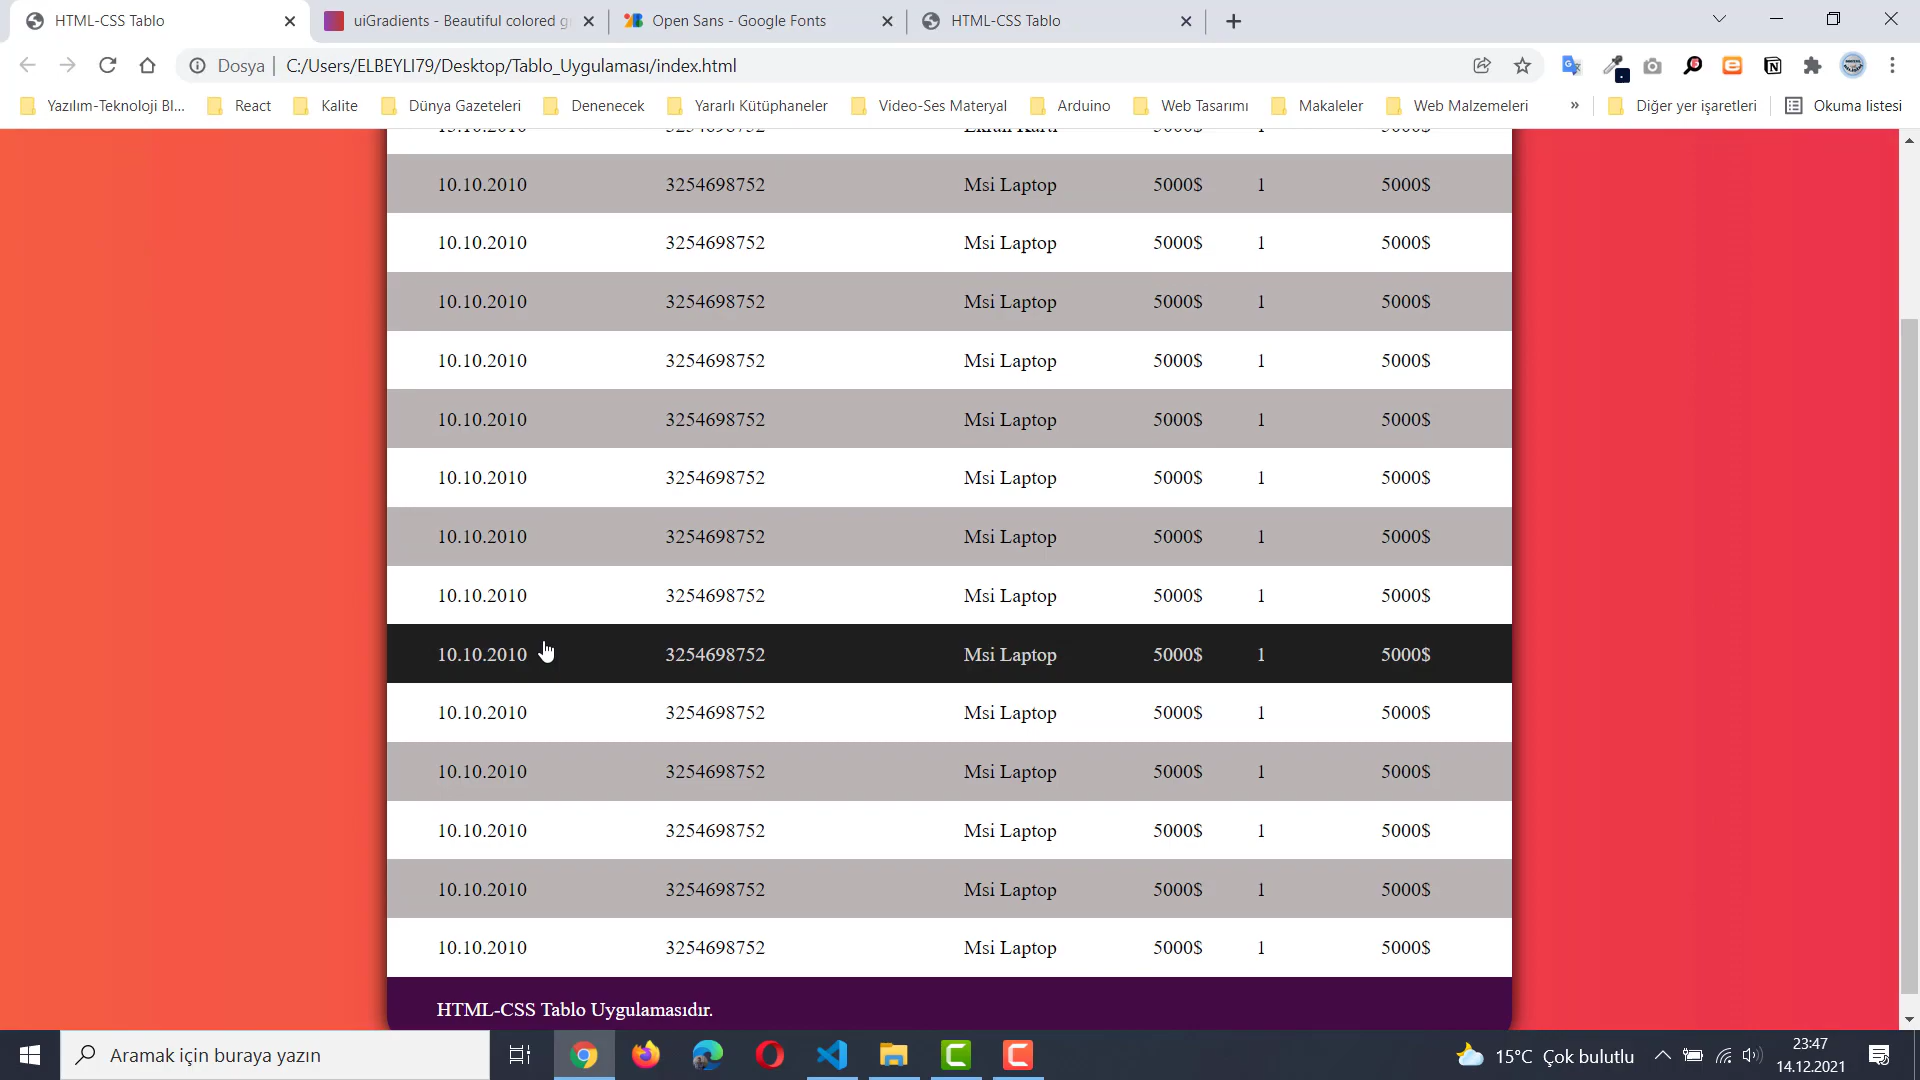 HTML-CSS Tablo
uiGradients - Beautiful colored g
Open Sans - Google Fonts
HTML-CSS Tablo
Dosya
C:/Users/ELBEYLI79/Desktop/Tablo_Uygulaması/index.html
Yazılım-Teknoloji Bl...
React
Kalite
Dünya Gazeteleri
Denenecek
Yararlı Kütüphaneler
Video-Ses Materyal
Arduino
Web Tasarımı
Makaleler
Web Malzemeleri
»
Diğer yer işaretleri
Okuma listesi
10.10.2010 3254698752 Msi Laptop 5000$ 1 5000$
10.10.2010 3254698752 Msi Laptop 5000$ 1 5000$
10.10.2010 3254698752 Msi Laptop 5000$ 1 5000$
10.10.2010 3254698752 Msi Laptop 5000$ 1 5000$
10.10.2010 3254698752 Msi Laptop 5000$ 1 5000$
10.10.2010 3254698752 Msi Laptop 5000$ 1 5000$
10.10.2010 3254698752 Msi Laptop 5000$ 1 5000$
10.10.2010 3254698752 Msi Laptop 5000$ 1 5000$
10.10.2010 3254698752 Msi Laptop 5000$ 1 5000$
10.10.2010 3254698752 Msi Laptop 5000$ 1 5000$
10.10.2010 3254698752 Msi Laptop 5000$ 1 5000$
10.10.2010 3254698752 Msi Laptop 5000$ 1 5000$
10.10.2010 3254698752 Msi Laptop 5000$ 1 5000$
10.10.2010 3254698752 Msi Laptop 5000$ 1 5000$
HTML-CSS Tablo Uygulamasıdır.
Aramak için buraya yazın
15°C Çok bulutlu
23:47
14.12.2021